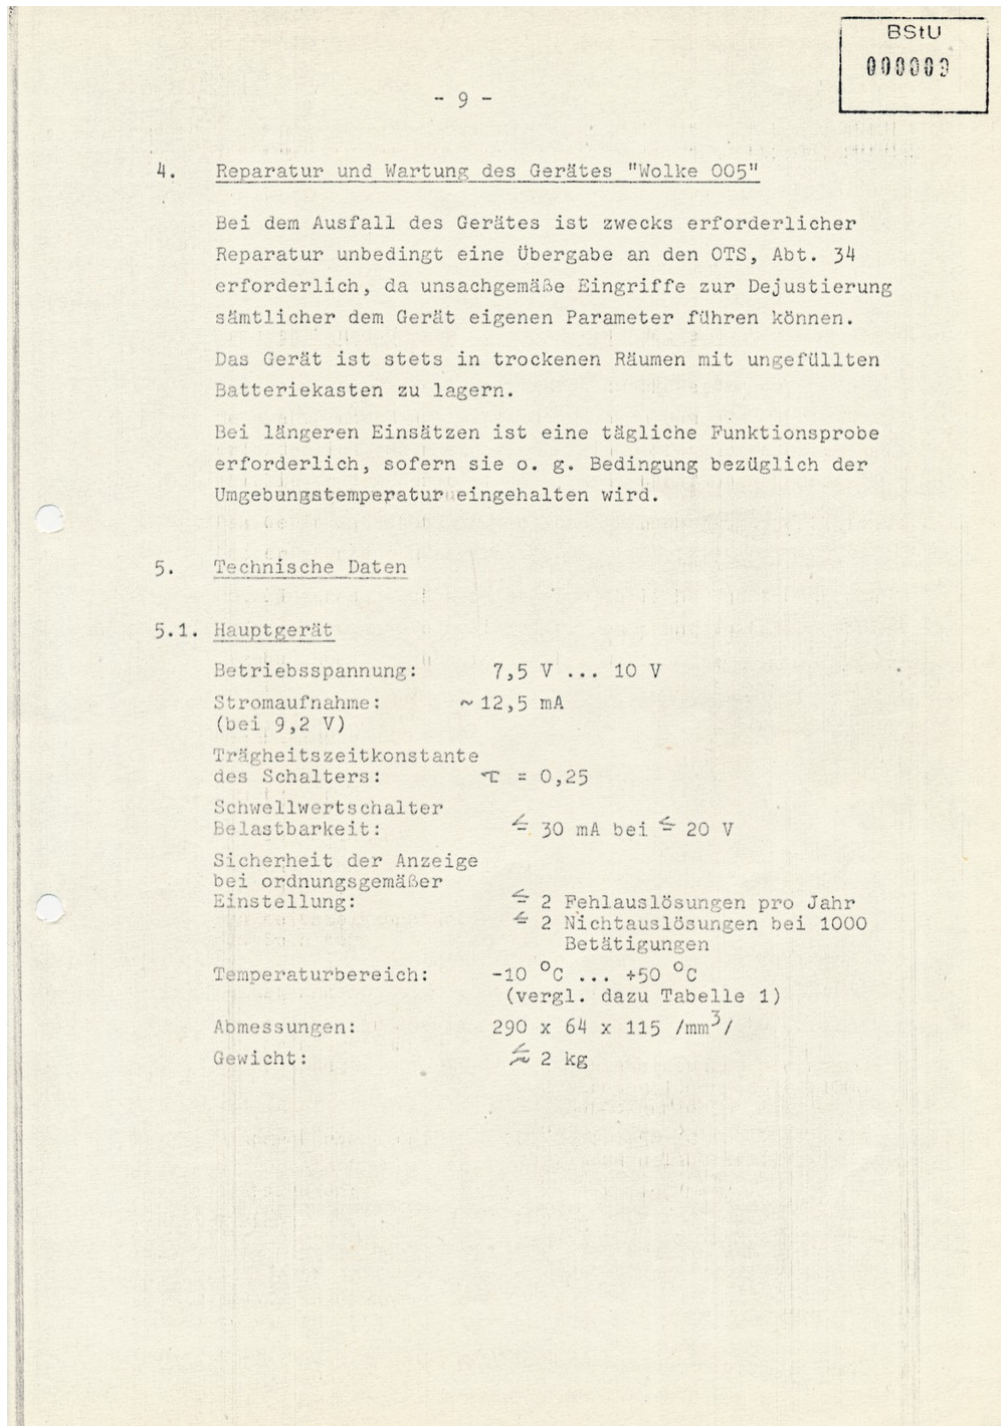 BStU
000009
- 9 -
4. Reparatur und Wartung des Gerätes "Wolke 005"
Bei dem Ausfall des Gerätes ist zwecks erforderlicher
Reparatur unbedingt eine Übergabe an den OTS, Abt. 34
erforderlich, da unsachgemäße Eingriffe zur Dejustierung
sämtlicher dem Gerät eigenen Parameter führen können.
Das Gerät ist stets in trockenen Räumen mit ungefüllten
Batteriekasten zu lagern.
Bei längeren Einsätzen ist eine tägliche Funktionsprobe
erforderlich, sofern sie o. g. Bedingung bezüglich der
Umgebungstemperatur eingehalten wird.
5. Technische Daten
5.1. Hauptgerät
Betriebsspannung: 7,5 V ... 10 V
Stromaufnahme: ~ 12,5 mA
(bei 9,2 V)
Trägheitszeitkonstante
des Schalters: τ = 0,25
Schwellwertschalter
Belastbarkeit: ≦ 30 mA bei ≦ 20 V
Sicherheit der Anzeige
bei ordnungsgemäßer
Einstellung: ≦ 2 Fehlauslösungen pro Jahr
≦ 2 Nichtauslösungen bei 1000
Betätigungen
Temperaturbereich: -10 °C ... +50 °C
(vergl. dazu Tabelle 1)
Abmessungen: 290 x 64 x 115 /mm³/
Gewicht: ≲ 2 kg